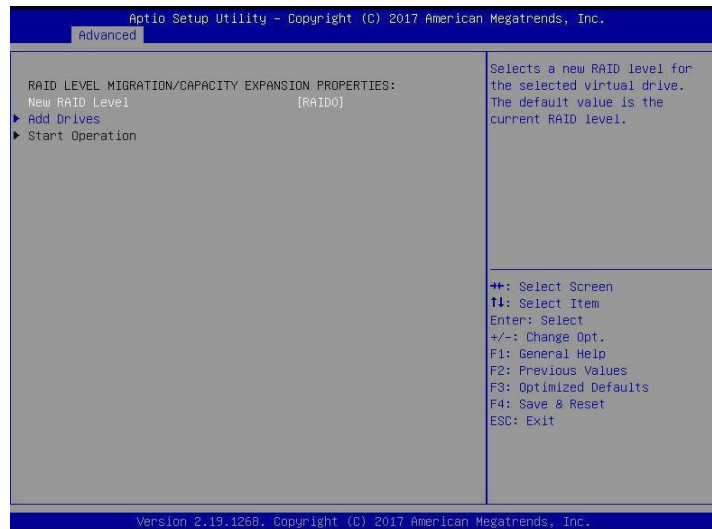 Aptio Setup Utility – Copyright (C) 2017 American Megatrends, Inc.
Advanced
RAID LEVEL MIGRATION/CAPACITY EXPANSION PROPERTIES:
New RAID Level [RAID0]
Add Drives
Start Operation
Selects a new RAID level for
the selected virtual drive.
The default value is the
current RAID level.
→←: Select Screen
↑↓: Select Item
Enter: Select
+/-: Change Opt.
F1: General Help
F2: Previous Values
F3: Optimized Defaults
F4: Save & Reset
ESC: Exit
Version 2.19.1268. Copyright (C) 2017 American Megatrends, Inc.